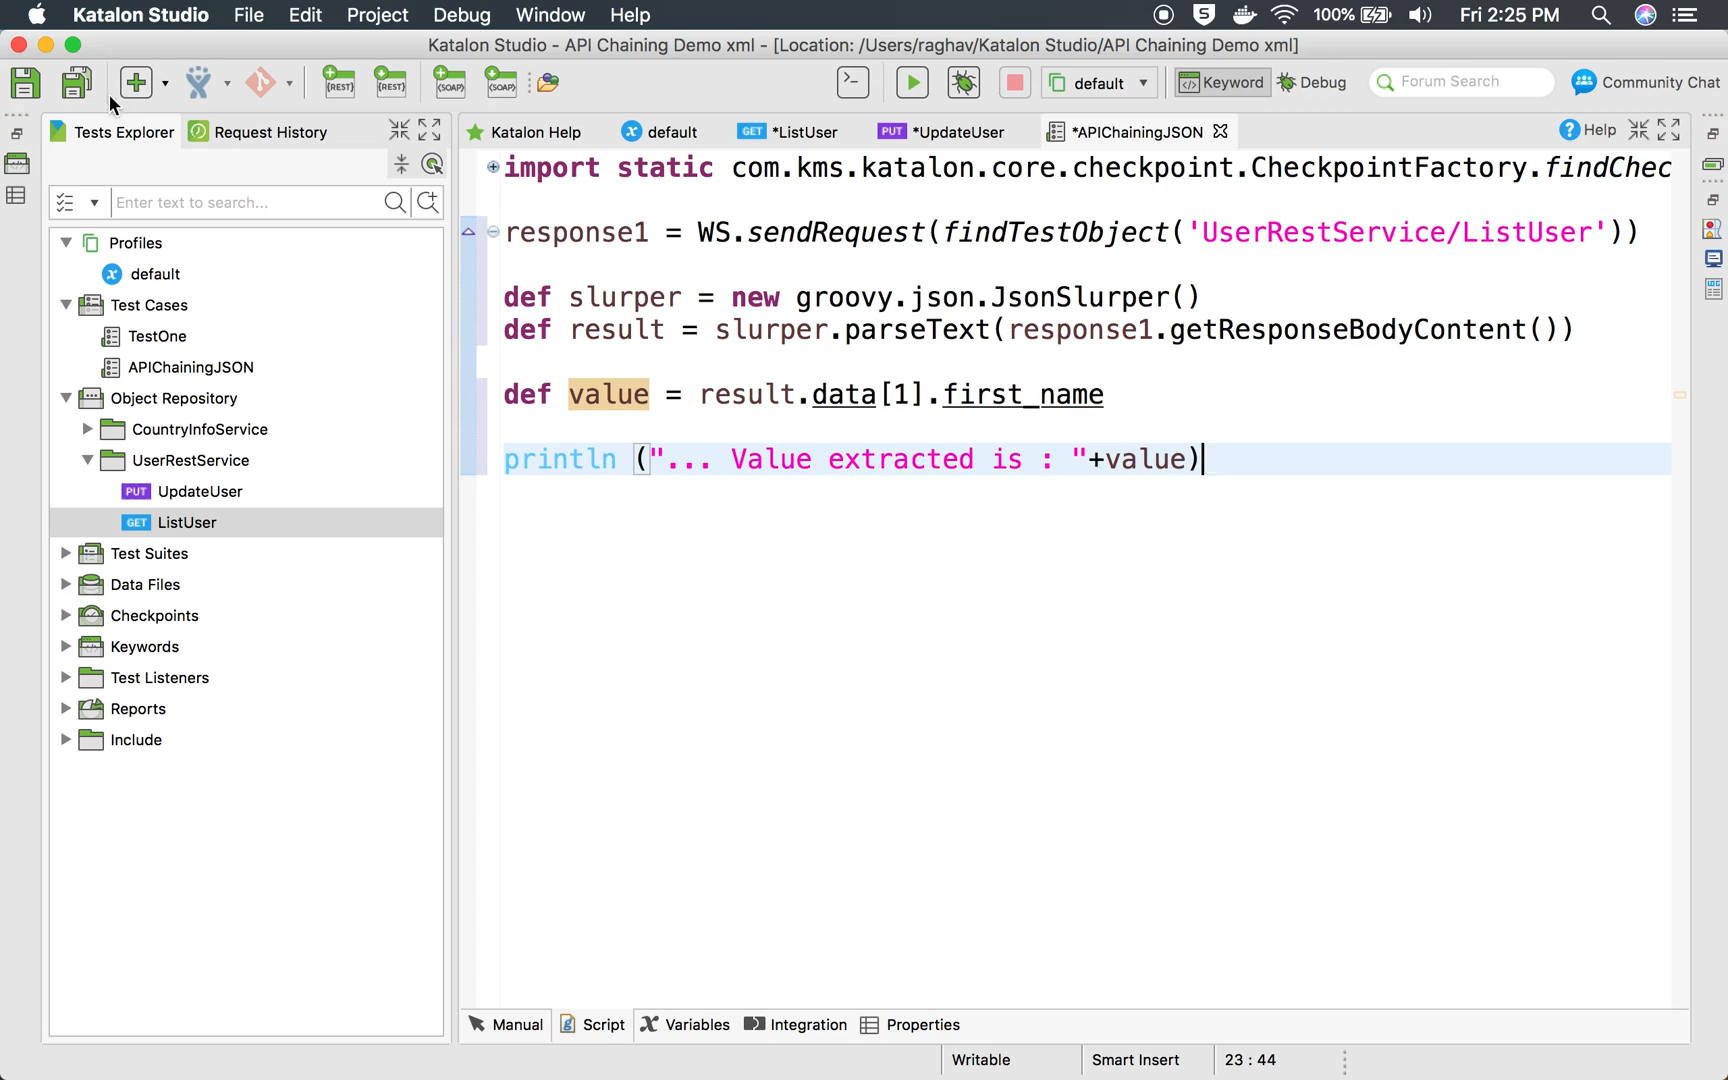 Katalon Studio File Edit Project Debug Window Help 100% Fri 2:25 PM
Katalon Studio - API Chaining Demo xml - [Location: /Users/raghav/Katalon Studio/API Chaining Demo xml]
{REST} {REST} {SOAP} {SOAP} default Keyword Debug Forum Search Community Chat
Tests Explorer Request History
Katalon Help default GET *ListUser PUT *UpdateUser *APIChainingJSON Help
Enter text to search...
Profiles
default
Test Cases
TestOne
APIChainingJSON
Object Repository
CountryInfoService
UserRestService
PUT UpdateUser
GET ListUser
Test Suites
Data Files
Checkpoints
Keywords
Test Listeners
Reports
Include
import static com.kms.katalon.core.checkpoint.CheckpointFactory.findChec
response1 = WS.sendRequest(findTestObject('UserRestService/ListUser'))
def slurper = new groovy.json.JsonSlurper()
def result = slurper.parseText(response1.getResponseBodyContent())
def value = result.data[1].first_name
println ("... Value extracted is : "+value)
Manual Script Variables Integration Properties
Writable Smart Insert 23 : 44